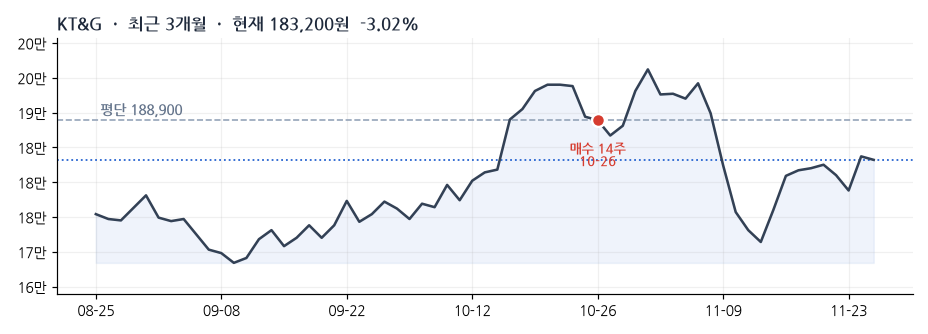 KT&G · 최근 3개월 · 현재 183,200원 -3.02%
20만
20만
19만
18만
18만
18만
17만
16만
평단 188,900
매수 14주
10-26
08-25
09-08
09-22
10-12
10-26
11-09
11-23